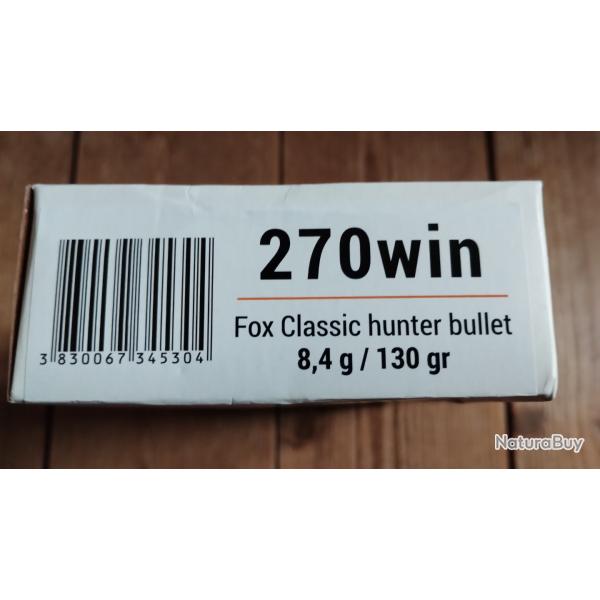 270win
Fox Classic hunter bullet
8,4 g / 130 gr
3 830067 345304
NaturaBuy